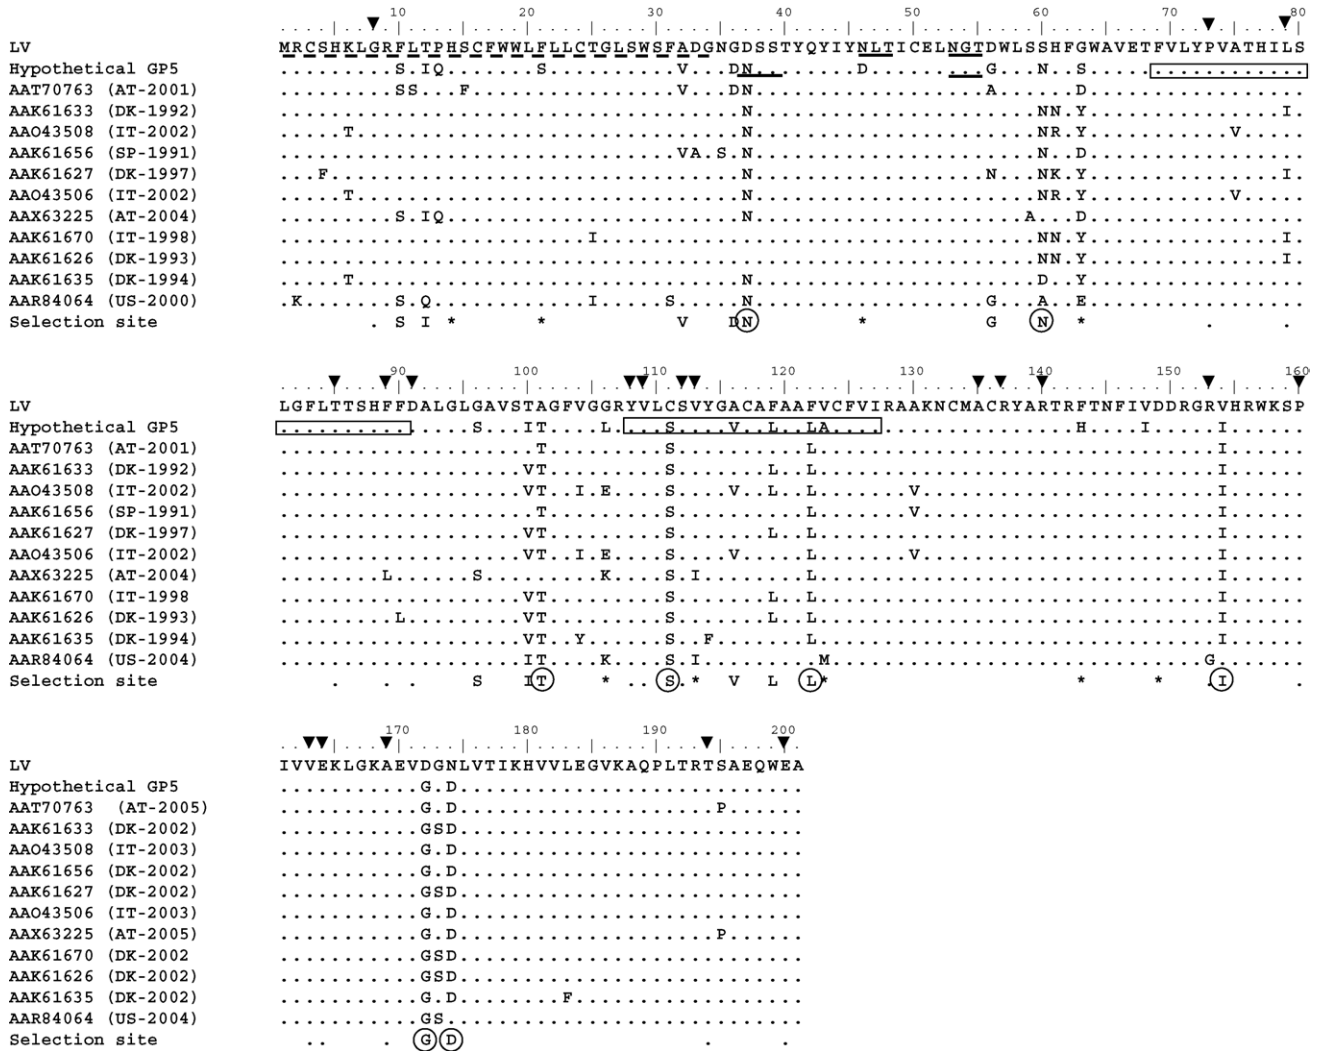 10 20 30 40 50 60 70 80
LV MRCSHKLGRFLTPHSCFWWLFLLCTGLSWSFADGNGDSSTYQYIYNLTICELNGTDWLSSHFGWAVETFVLYPVATHILS
Hypothetical GP5 .........S.IQ.......S..........V...DN........D.........G...N..S.................
AAT70763 (AT-2001) .........SS...F................V...DN..................A......D.................
AAK61633 (DK-1992) ....................................N......................NN.Y...............I.
AAO43508 (IT-2002) .....T..............................N......................NR.Y...........V.....
AAK61656 (SP-1991) ...............................VA.S.N......................N..D.................
AAK61627 (DK-1997) ...F................................N..................N...NK.Y...............I.
AAO43506 (IT-2002) .....T..............................N......................NR.Y...........V.....
AAX63225 (AT-2004) .........S.IQ.......................N.....................A...D.................
AAK61670 (IT-1998) ........................I..................................NN.Y...............I.
AAK61626 (DK-1993) ...........................................................NN.Y...............I.
AAK61635 (DK-1994) .....T..............................N......................D..Y.................
AAR84064 (US-2000) .K.......S.Q............I.....S.....N..................G...A..E.................
Selection site . S I * * V DN * G N * . .
90 100 110 120 130 140 150 160
LV LGFLTTSHFFDALGLGAVSTAGFVGGRYVLCSVYGACAFAAFVCFVIRAAKNCMACRYARTRFTNFIVDDRGRVHRWKSP
Hypothetical GP5 ...............G...IT....L....S....V..L..LA...................H....I.....I......
AAT70763 (AT-2001) ....................T.........S..........L...............................I......
AAK61633 (DK-1992) ...................VT.........S.......L..L...............................I......
AAO43508 (IT-2002) ...................VT..I.E....S....V..L..L.......V.......................I......
AAK61656 (SP-1991) ....................T.........S..........L.......V.......................I......
AAK61627 (DK-1997) ...................VT.........S.......L..L...............................I......
AAO43506 (IT-2002) ...................VT..I.E....S....V.....L.......V.......................I......
AAX63225 (AT-2004) ........L......G.........K....S.I........L...............................I......
AAK61670 (IT-1998 ...................VT.........S.......L..L...............................I......
AAK61626 (DK-1993) .........L.........VT.........S.......L..L...............................I......
AAK61635 (DK-1994) ...................VT..Y......S..F.......L...............................I......
AAR84064 (US-2004) ...................IT....K....S.I.........M.............................G.......
Selection site . . . G IT * . . S . * V L L* * * . I .
170 180 190 200
LV IVVEKLGKAEVDGNLVTIKHVVLEGVKAQPLTRTSAEQWEA
Hypothetical GP5 ...........G.D...........................
AAT70763 (AT-2005) ...........G.D....................P......
AAK61633 (DK-2002) ...........GSD...........................
AAO43508 (IT-2003) ...........G.D...........................
AAK61656 (DK-2002) ...........G.D...........................
AAK61627 (DK-2002) ...........GSD...........................
AAO43506 (IT-2003) ...........G.D...........................
AAX63225 (AT-2005) ...........G.D....................P......
AAK61670 (DK-2002 ...........GSD...........................
AAK61626 (DK-2002) ...........GSD...........................
AAK61635 (DK-2002) ...........G.D........F..................
AAR84064 (US-2004) ...........GS............................
Selection site . . . G D . .